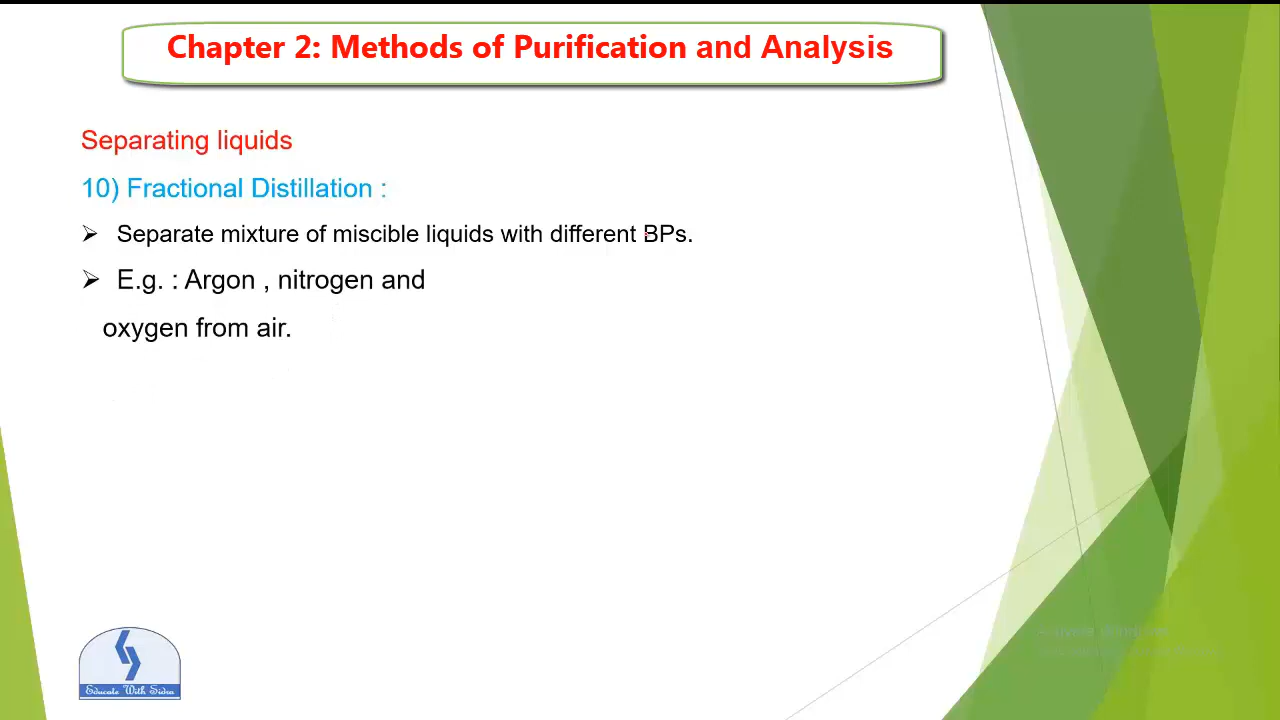 Chapter 2: Methods of Purification and Analysis
Separating liquids
10) Fractional Distillation :
➢ Separate mixture of miscible liquids with different BPs.
➢ E.g. : Argon , nitrogen and
oxygen from air.
Educate With Sidra